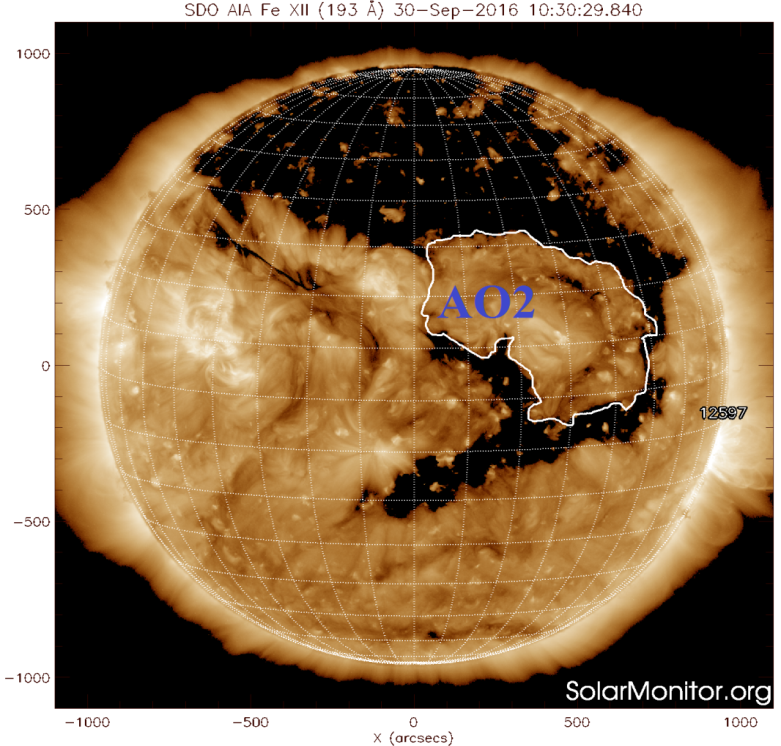 SDO AIA Fe XII (193 Å) 30-Sep-2016 10:30:29.840
1000
500
AO2
0
12597
-500
-1000
SolarMonitor.org
-1000 -500 0 500 1000
X (arcsecs)